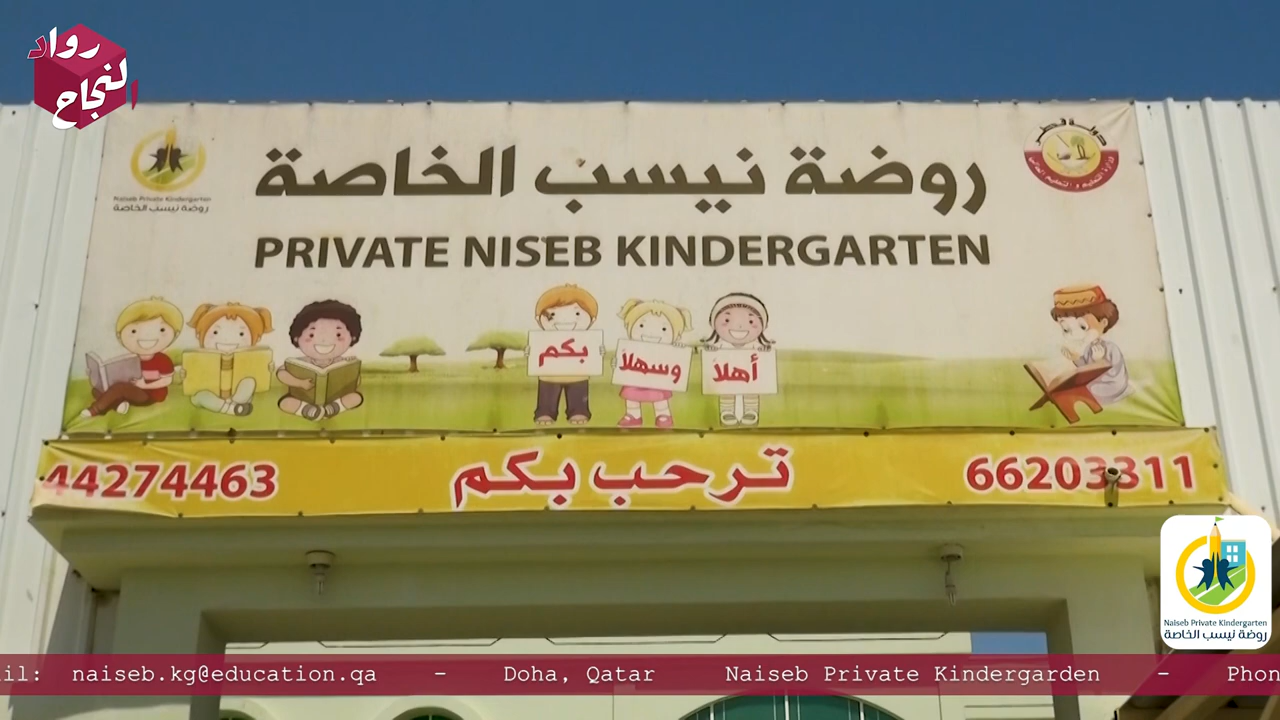 رواد
النجاح
Naiseb Private Kindergarten
روضة نيسب الخاصة
روضة نيسب الخاصة
PRIVATE NISEB KINDERGARTEN
أهلا وسهلا بكم
44274463 ترحب بكم 66203311
Naiseb Private Kindergarten
روضة نيسب الخاصة
il: naiseb.kg@education.qa - Doha, Qatar Naiseb Private Kindergarden - Phon